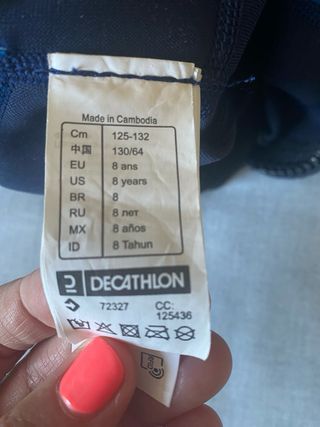 Made in Cambodia
Cm 125-132
中国 130/64
EU 8 ans
US 8 years
BR 8
RU 8 лет
MX 8 años
ID 8 Tahun
DECATHLON
72327 CC:
125436